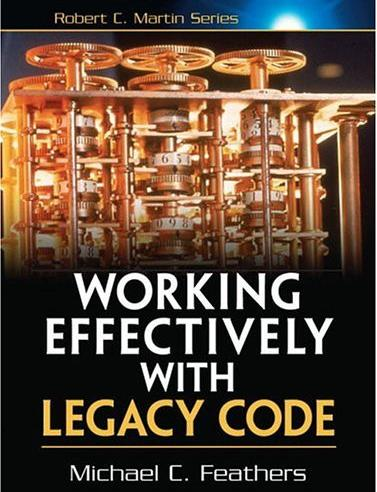 Robert C. Martin Series
WORKING
EFFECTIVELY
WITH
LEGACY CODE
Michael C. Feathers